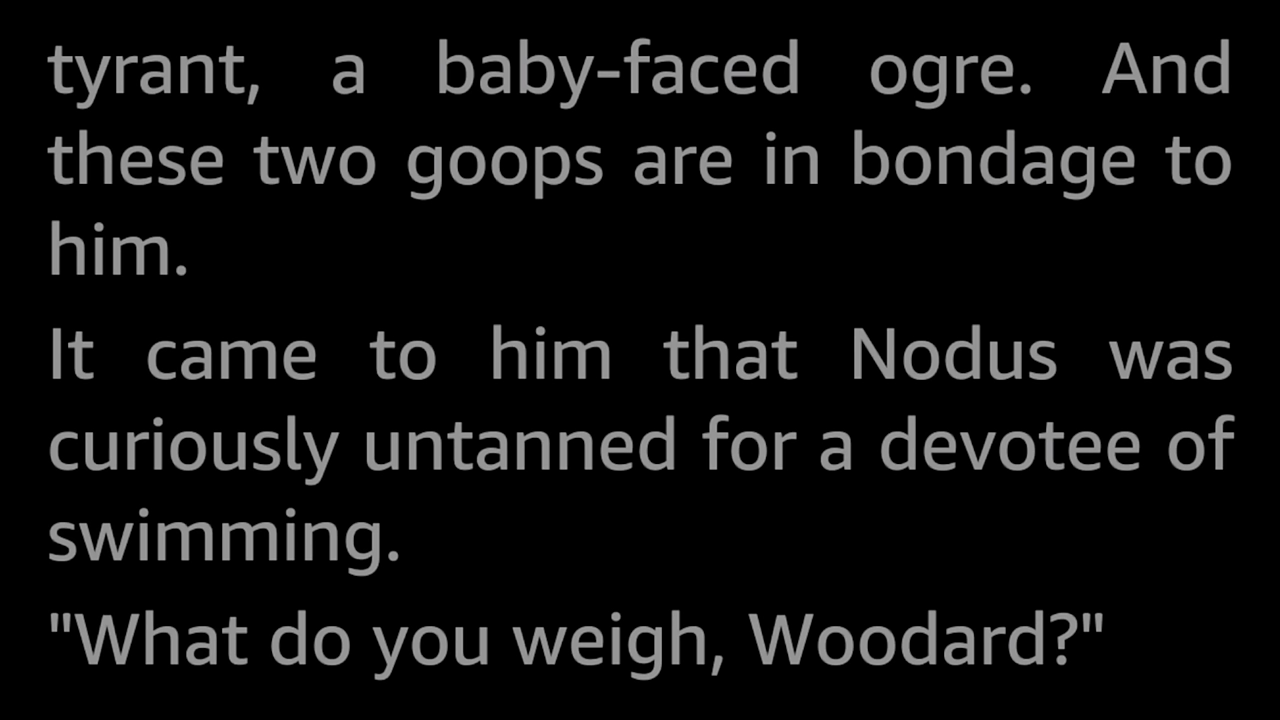 tyrant, a baby-faced ogre. And
these two goops are in bondage to
him.
It came to him that Nodus was
curiously untanned for a devotee of
swimming.
"What do you weigh, Woodard?"